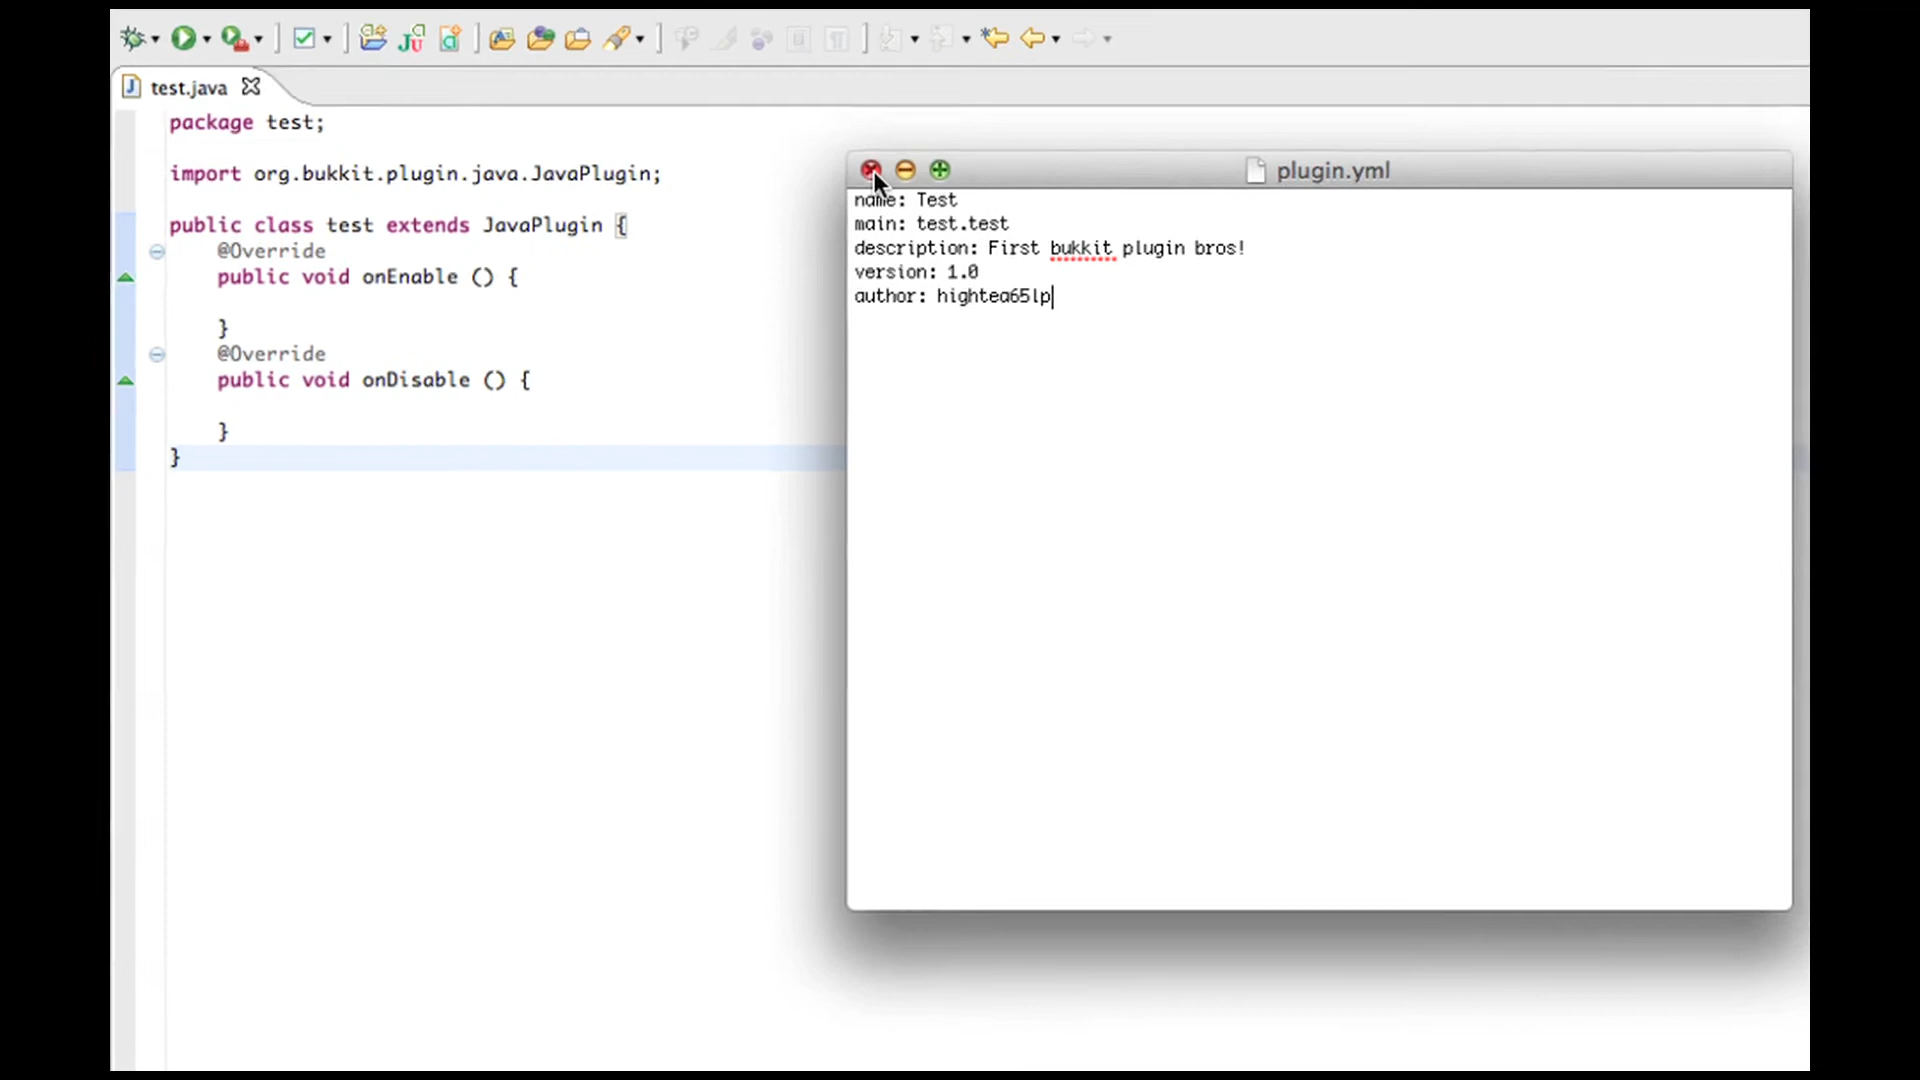 test.java
package test;
import org.bukkit.plugin.java.JavaPlugin;
public class test extends JavaPlugin {
@Override
public void onEnable () {
}
@Override
public void onDisable () {
}
}
plugin.yml
name: Test
main: test.test
description: First bukkit plugin bros!
version: 1.0
author: hightea65lp